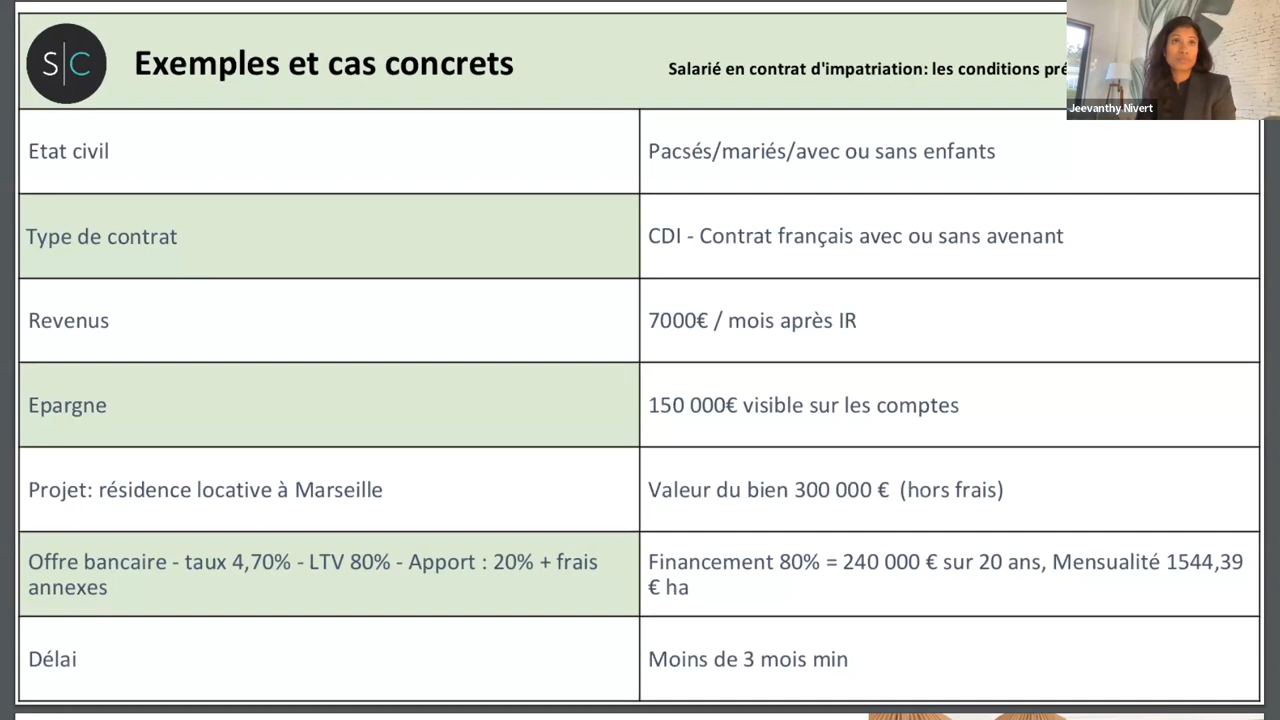 S|C
Exemples et cas concrets
Salarié en contrat d'impatriation: les conditions pré
Jeevanthy Nivert
Etat civil
Pacsés/mariés/avec ou sans enfants
Type de contrat
CDI - Contrat français avec ou sans avenant
Revenus
7000€ / mois après IR
Epargne
150 000€ visible sur les comptes
Projet: résidence locative à Marseille
Valeur du bien 300 000 € (hors frais)
Offre bancaire - taux 4,70% - LTV 80% - Apport : 20% + frais
annexes
Financement 80% = 240 000 € sur 20 ans, Mensualité 1544,39
€ ha
Délai
Moins de 3 mois min